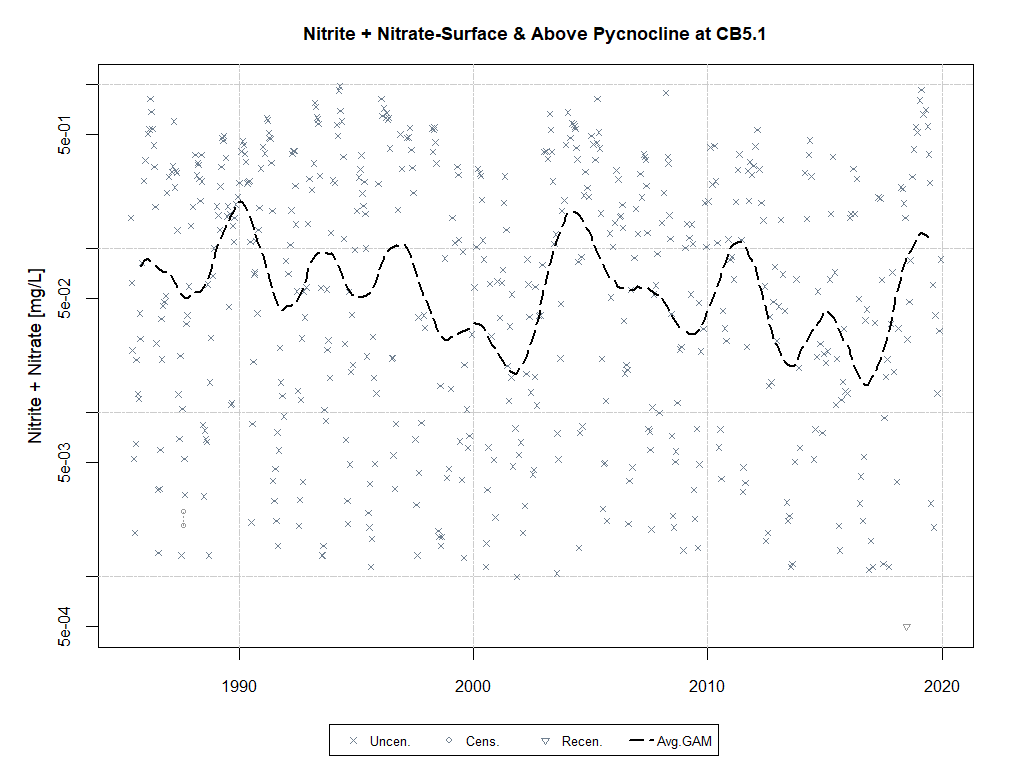 Nitrite + Nitrate-Surface & Above Pycnocline at CB5.1
Nitrite + Nitrate [mg/L]
5e-01
5e-02
5e-03
5e-04
1990 2000 2010 2020
Uncen. Cens. Recen. Avg.GAM